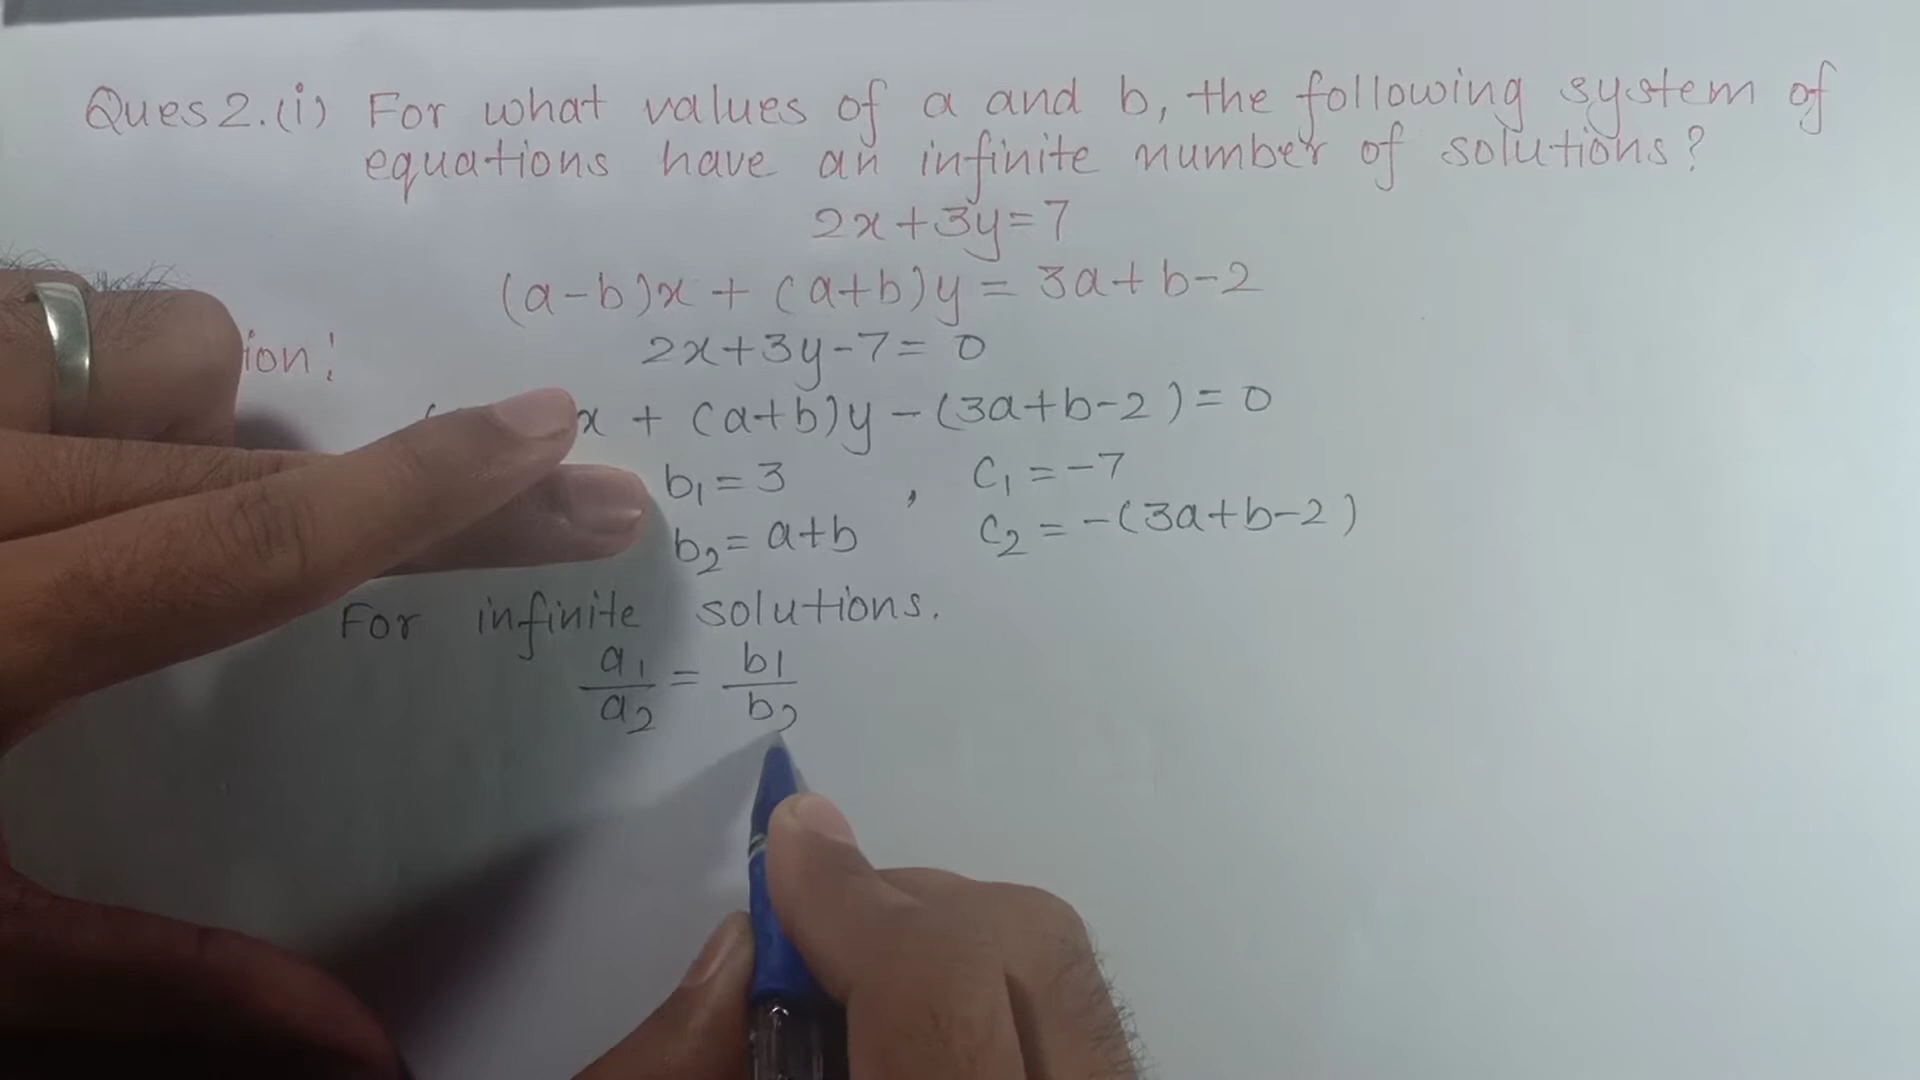 Ques 2.(i) For what values of a and b, the following system of
equations have an infinite number of solutions?
2x+3y=7
(a-b)x + (a+b)y = 3a+b-2
ion:
2x+3y-7= 0
x + (a+b)y -(3a+b-2)= 0
b₁=3 , C₁ =-7
b₂= a+b C₂ = -(3a+b-2)
For infinite solutions.
a₁/a₂ = b₁/b₂